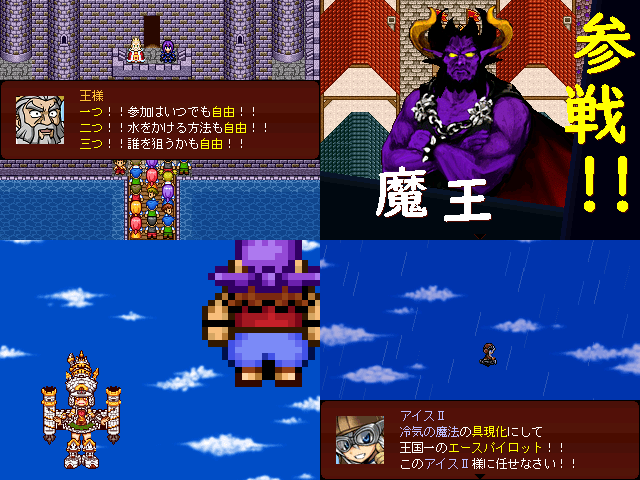 王様
一つ！！参加はいつでも自由！！
二つ！！水をかける方法も自由！！
三つ！！誰を狙うかも自由！！
参戦!!
魔王
アイスⅡ
冷気の魔法の具現化にして
王国一のエースパイロット！！
このアイスⅡ様に任せなさい！！